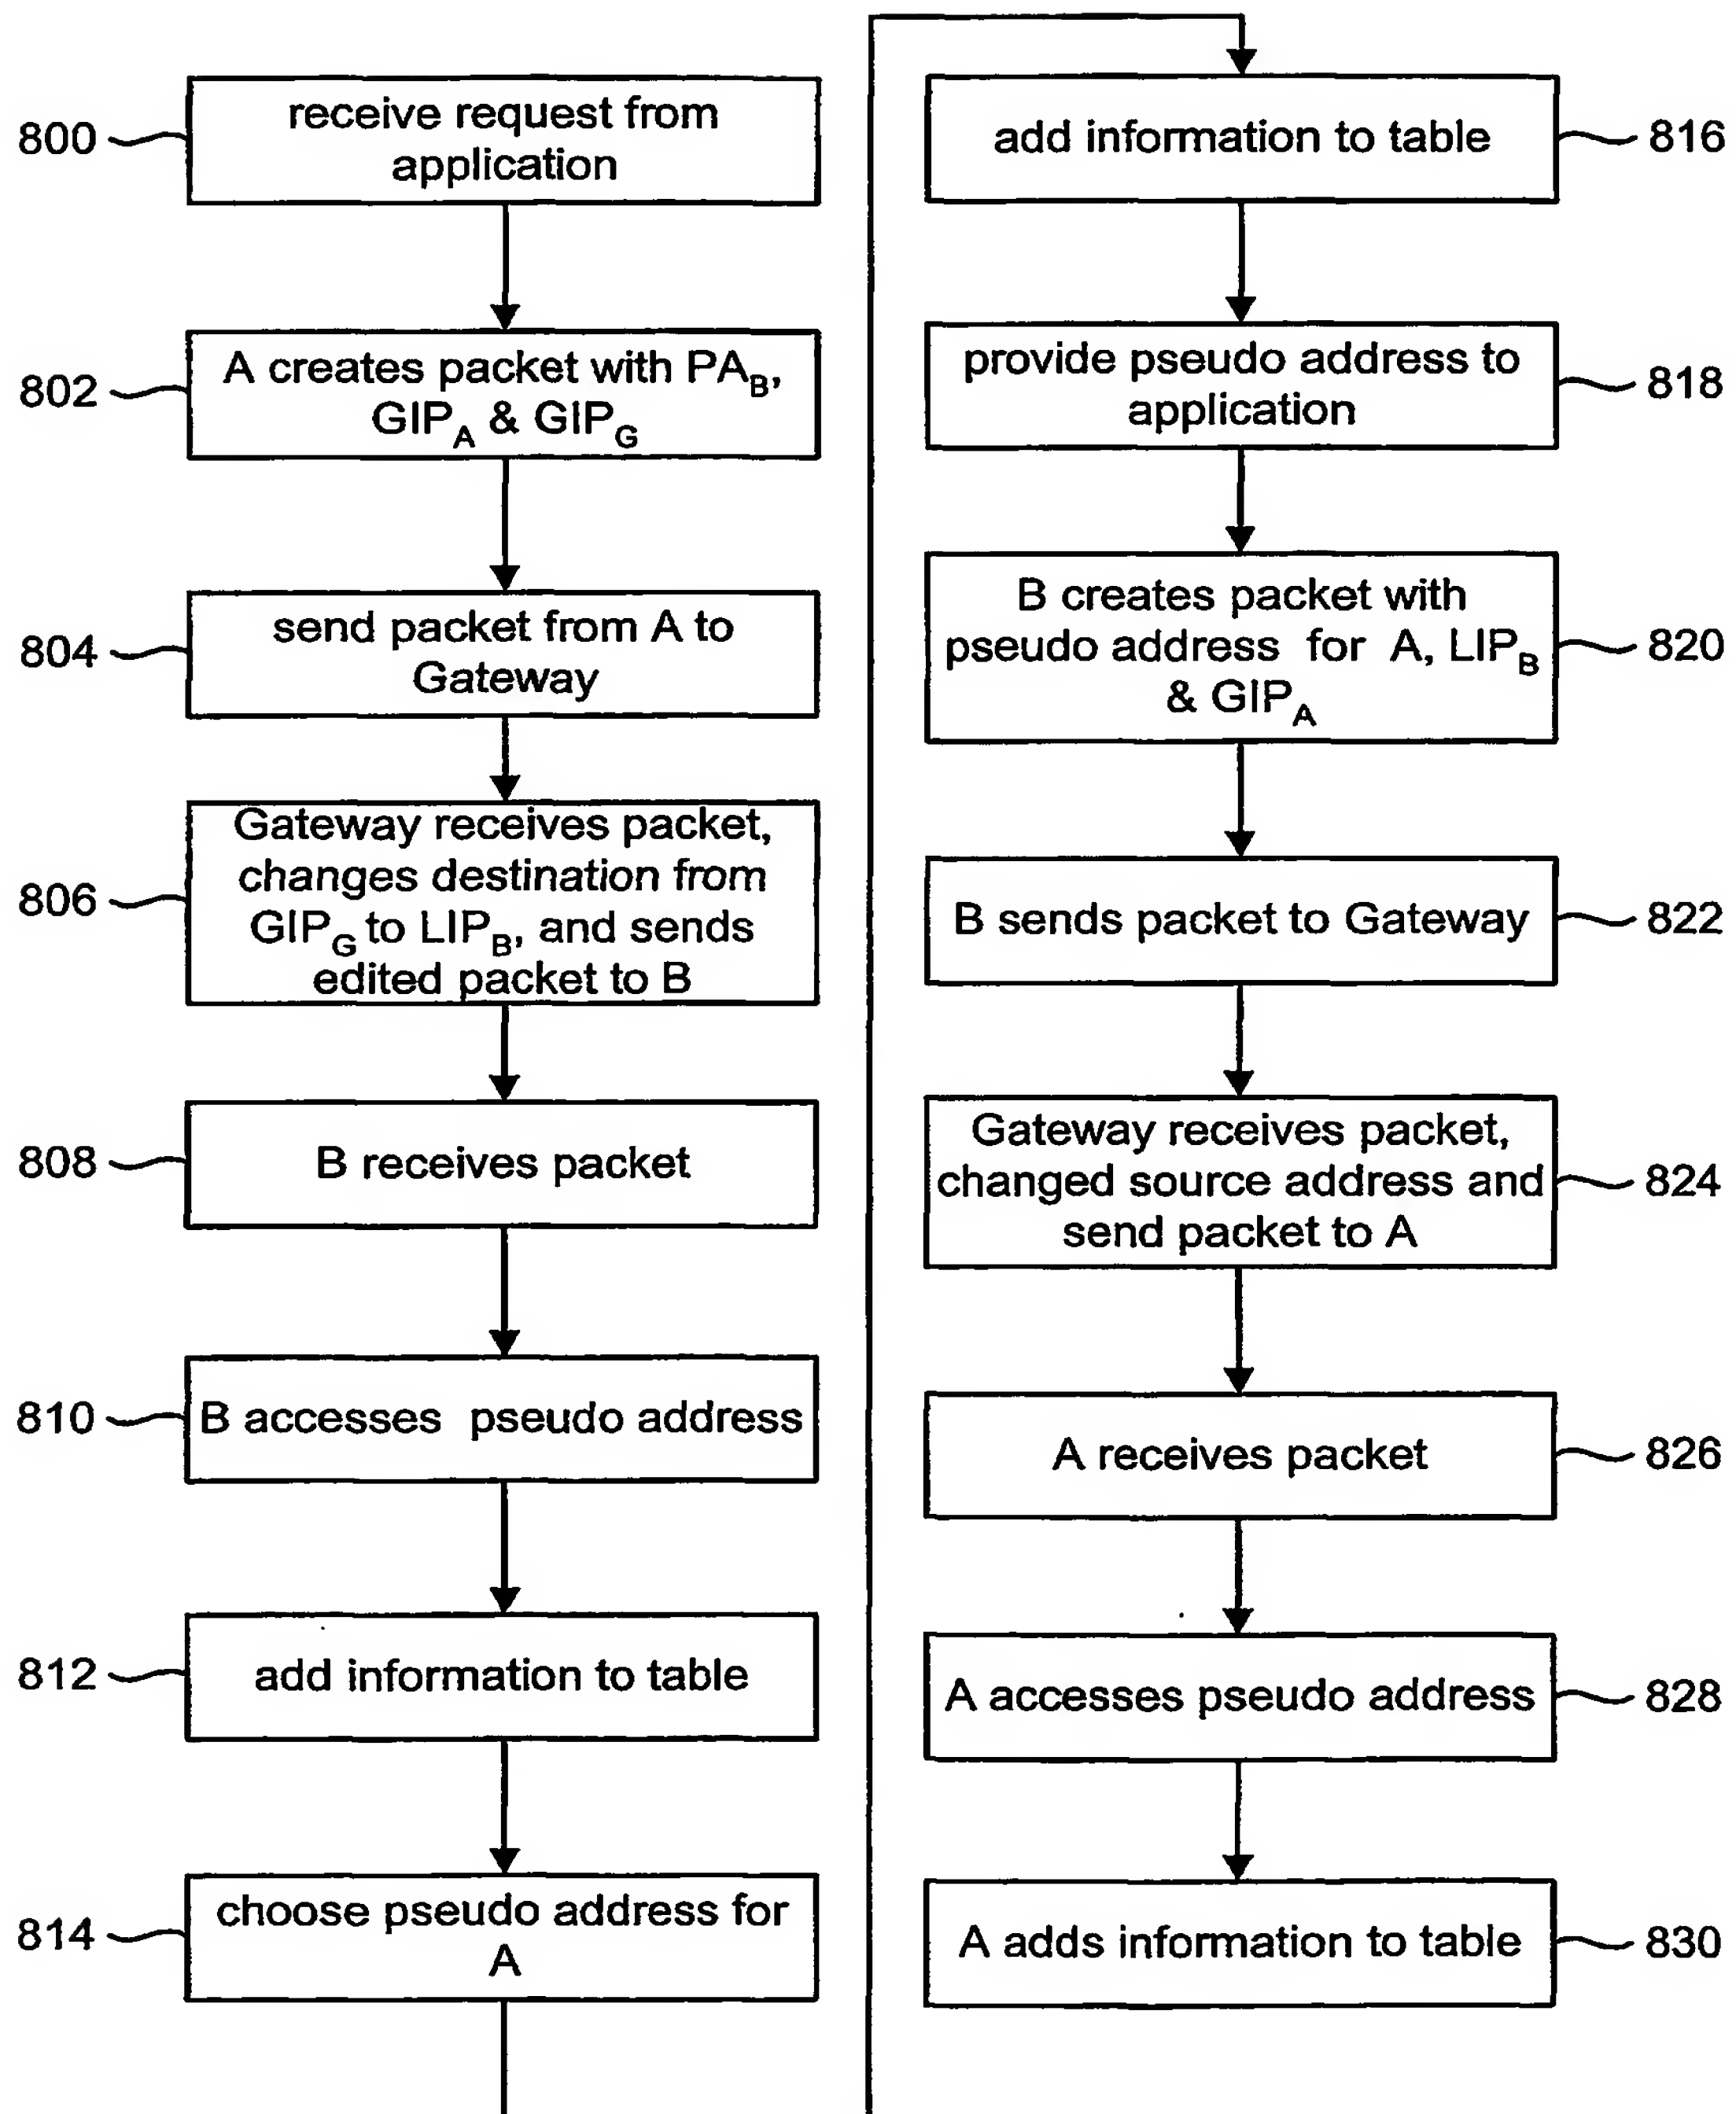 800
receive request from
application
802
A creates packet with PA_B,
GIP_A & GIP_G
804
send packet from A to
Gateway
806
Gateway receives packet,
changes destination from
GIP_G to LIP_B, and sends
edited packet to B
808
B receives packet
810
B accesses pseudo address
812
add information to table
814
choose pseudo address for
A
add information to table
816
provide pseudo address to
application
818
B creates packet with
pseudo address for A, LIP_B
& GIP_A
820
B sends packet to Gateway
822
Gateway receives packet,
changed source address and
send packet to A
824
A receives packet
826
A accesses pseudo address
828
A adds information to table
830